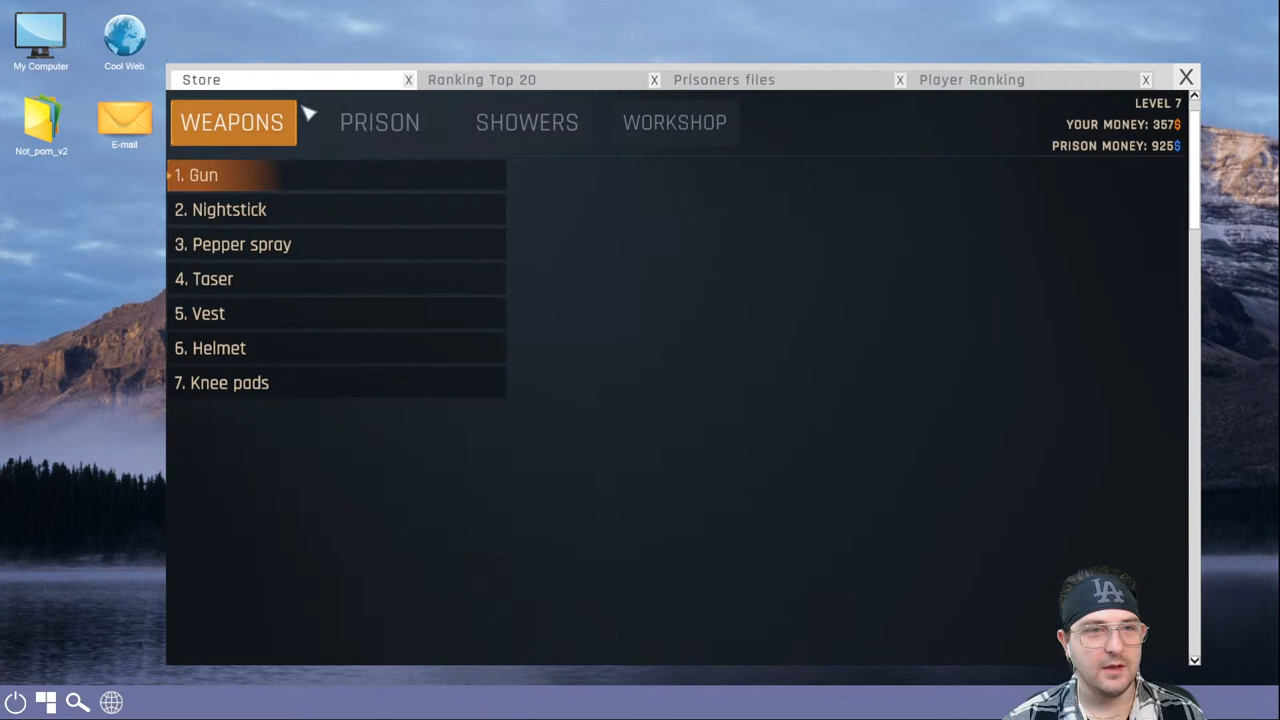 My Computer
Cool Web
Not_porn_v2
E-mail
Store X Ranking Top 20 X Prisoners files X Player Ranking X X
WEAPONS PRISON SHOWERS WORKSHOP
LEVEL 7
YOUR MONEY: 357$
PRISON MONEY: 925$
1. Gun
2. Nightstick
3. Pepper spray
4. Taser
5. Vest
6. Helmet
7. Knee pads
LA